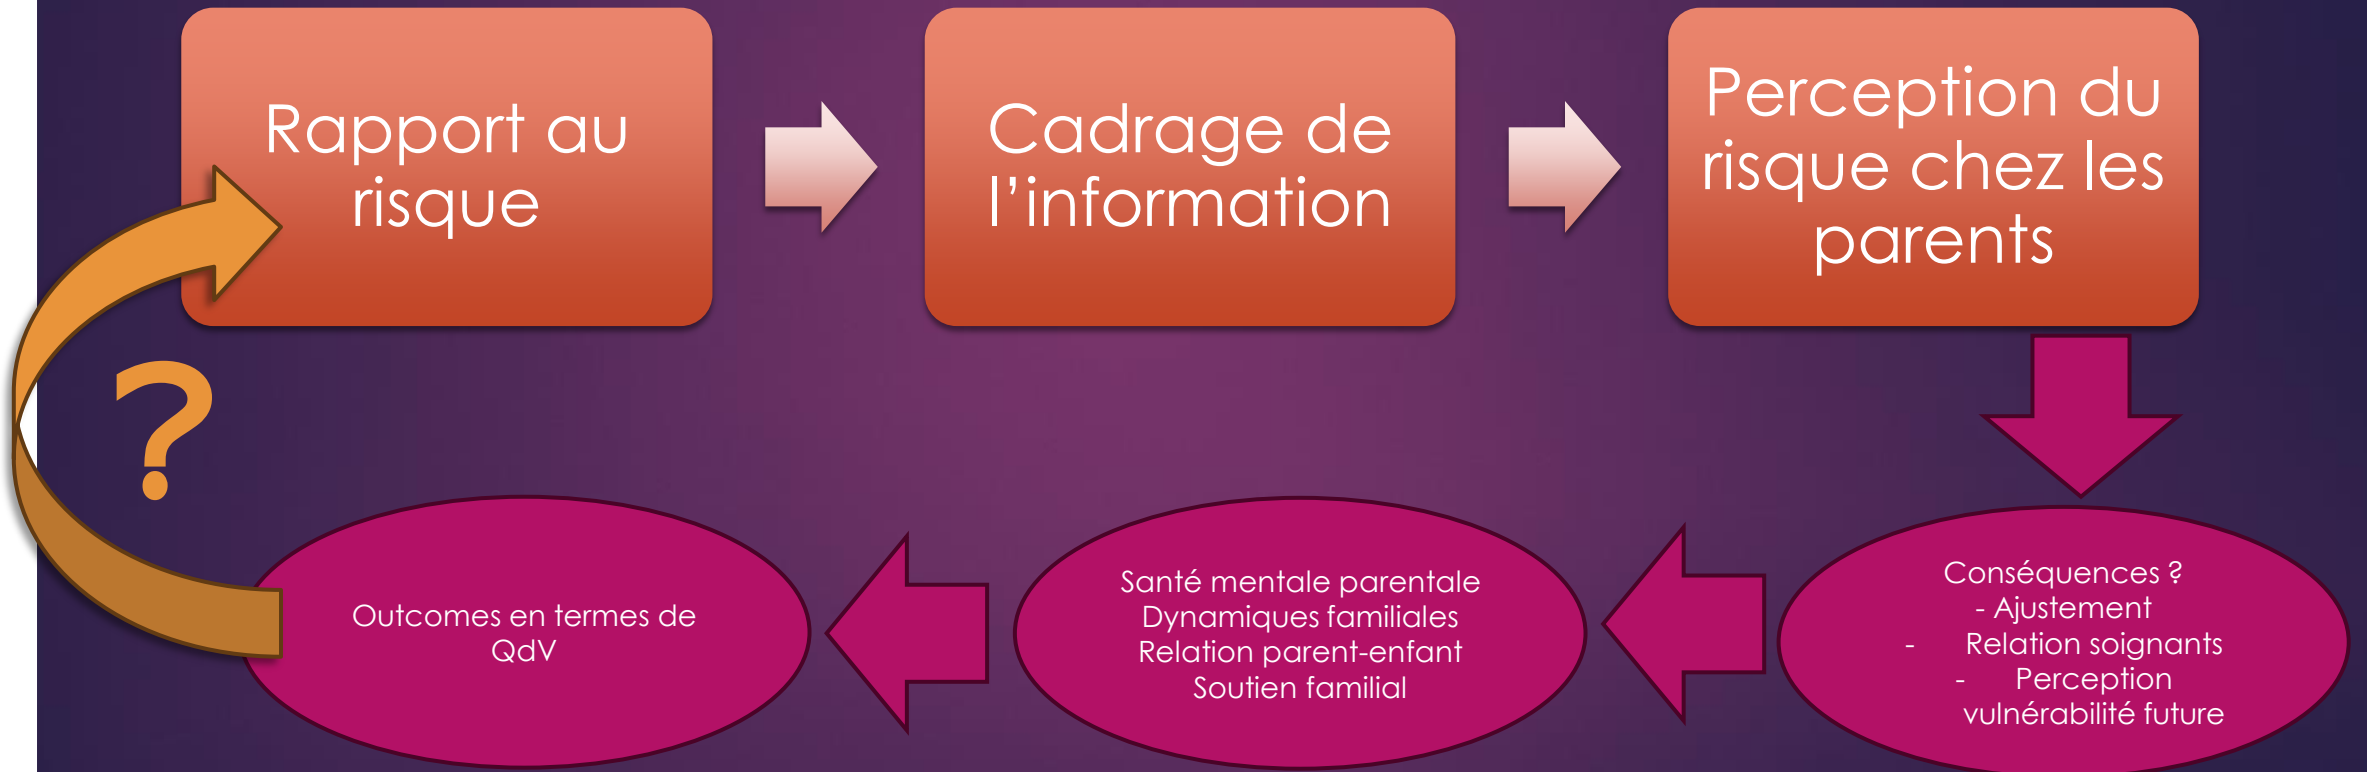 Rapport au
risque
Cadrage de
l’information
Perception du
risque chez les
parents
?
Outcomes en termes de
QdV
Santé mentale parentale
Dynamiques familiales
Relation parent-enfant
Soutien familial
Conséquences ?
- Ajustement
- Relation soignants
- Perception
vulnérabilité future